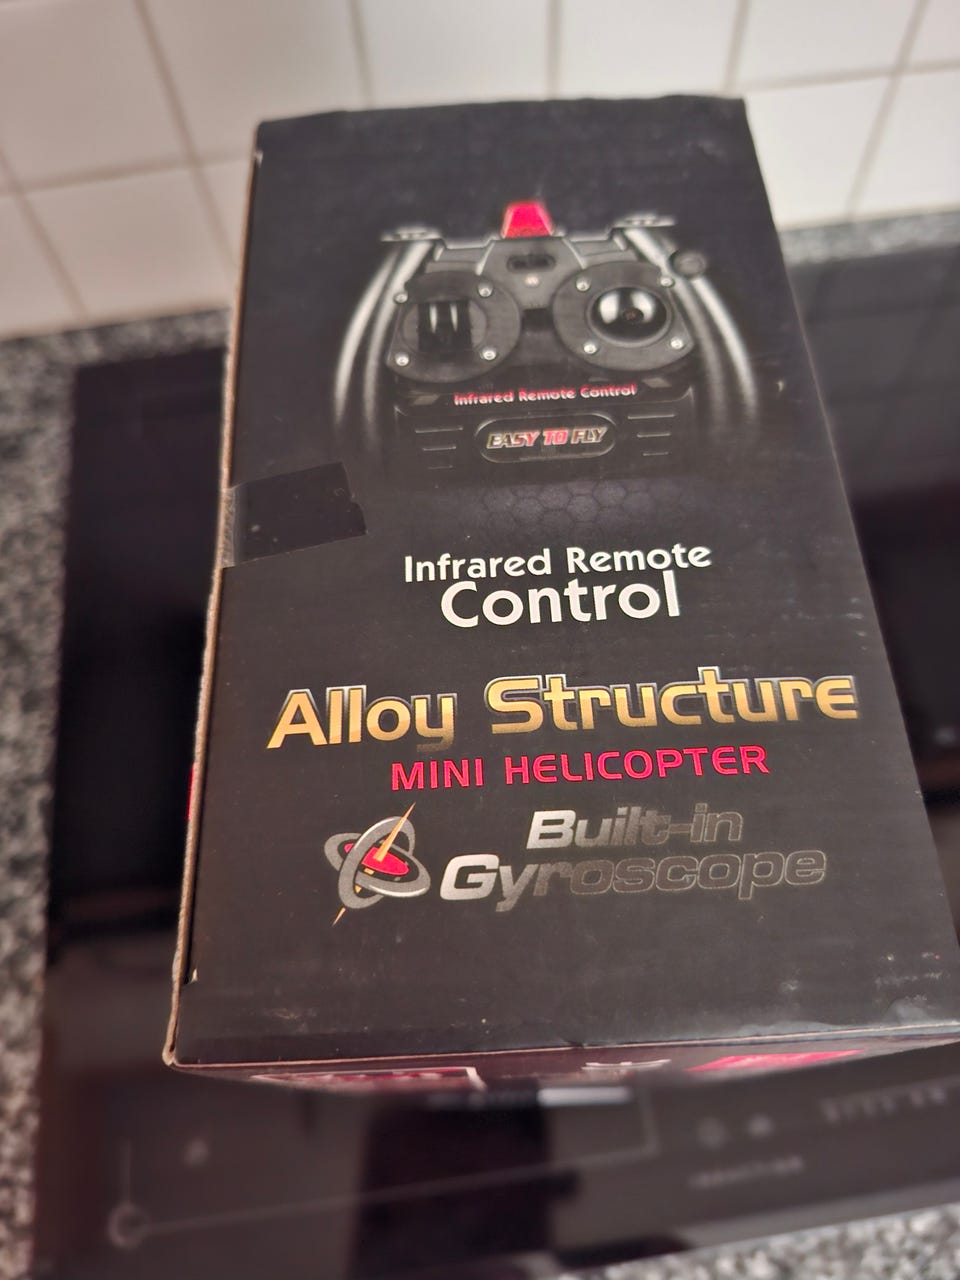 Infrared Remote Control
EASY TO FLY
Infrared Remote
Control
Alloy Structure
MINI HELICOPTER
Built-in
Gyroscope